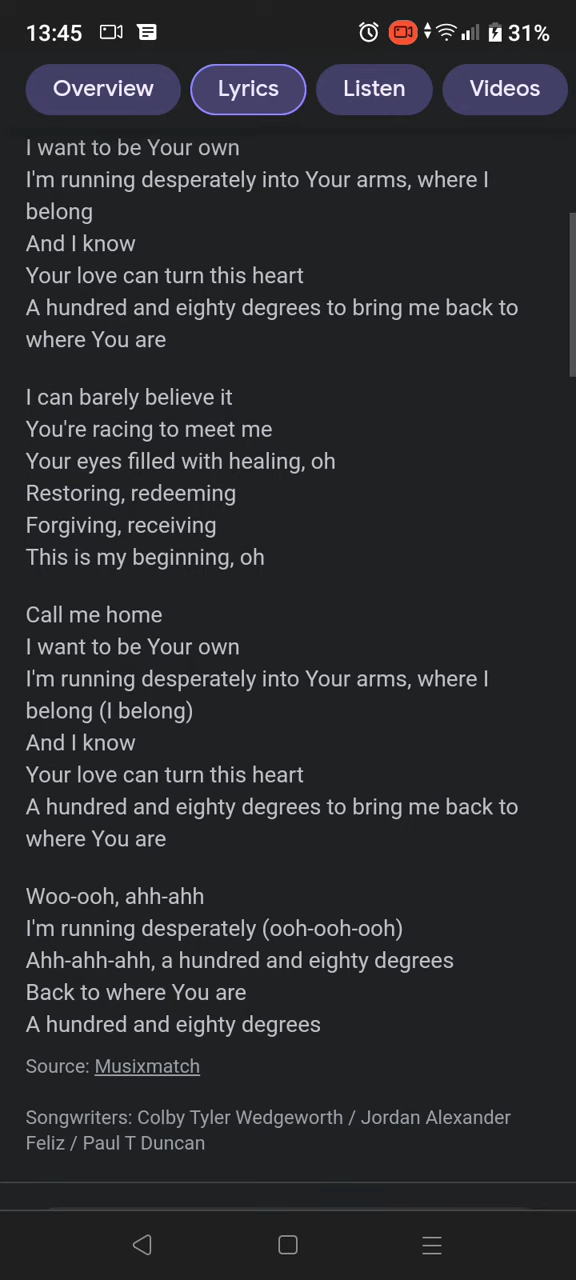 13:45
31%
Overview
Lyrics
Listen
Videos
I want to be Your own
I'm running desperately into Your arms, where I
belong
And I know
Your love can turn this heart
A hundred and eighty degrees to bring me back to
where You are
I can barely believe it
You're racing to meet me
Your eyes filled with healing, oh
Restoring, redeeming
Forgiving, receiving
This is my beginning, oh
Call me home
I want to be Your own
I'm running desperately into Your arms, where I
belong (I belong)
And I know
Your love can turn this heart
A hundred and eighty degrees to bring me back to
where You are
Woo-ooh, ahh-ahh
I'm running desperately (ooh-ooh-ooh)
Ahh-ahh-ahh, a hundred and eighty degrees
Back to where You are
A hundred and eighty degrees
Source: Musixmatch
Songwriters: Colby Tyler Wedgeworth / Jordan Alexander
Feliz / Paul T Duncan